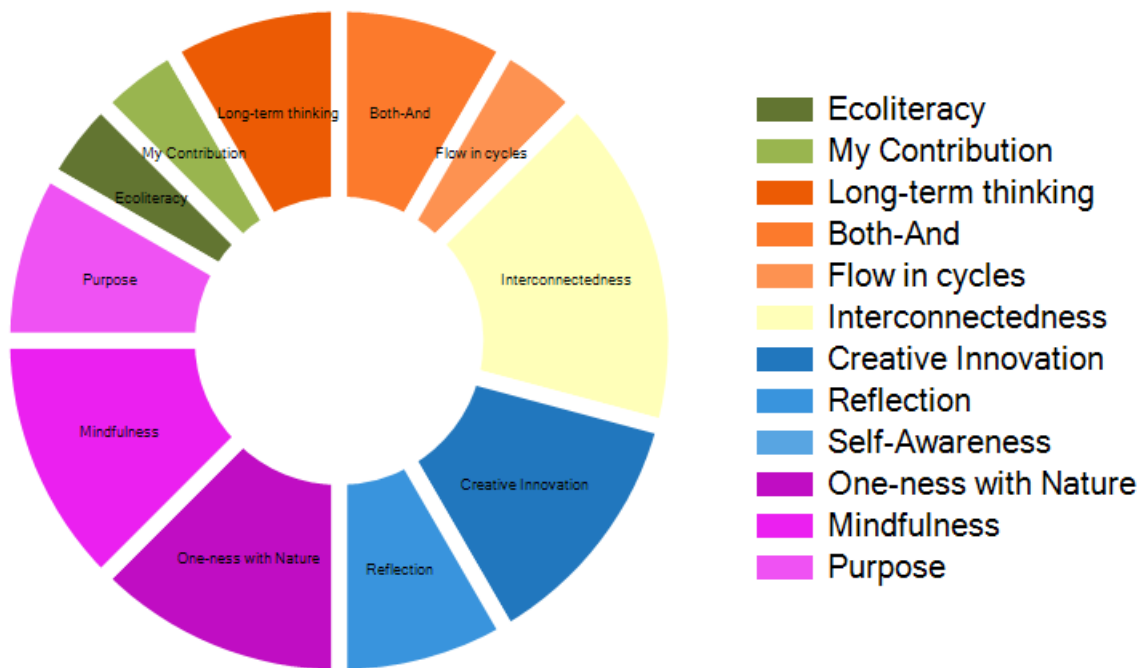 Long-term thinking
Both-And
My Contribution
Flow in cycles
Ecoliteracy
Purpose
Interconnectedness
Mindfulness
Creative Innovation
One-ness with Nature
Reflection
Ecoliteracy
My Contribution
Long-term thinking
Both-And
Flow in cycles
Interconnectedness
Creative Innovation
Reflection
Self-Awareness
One-ness with Nature
Mindfulness
Purpose